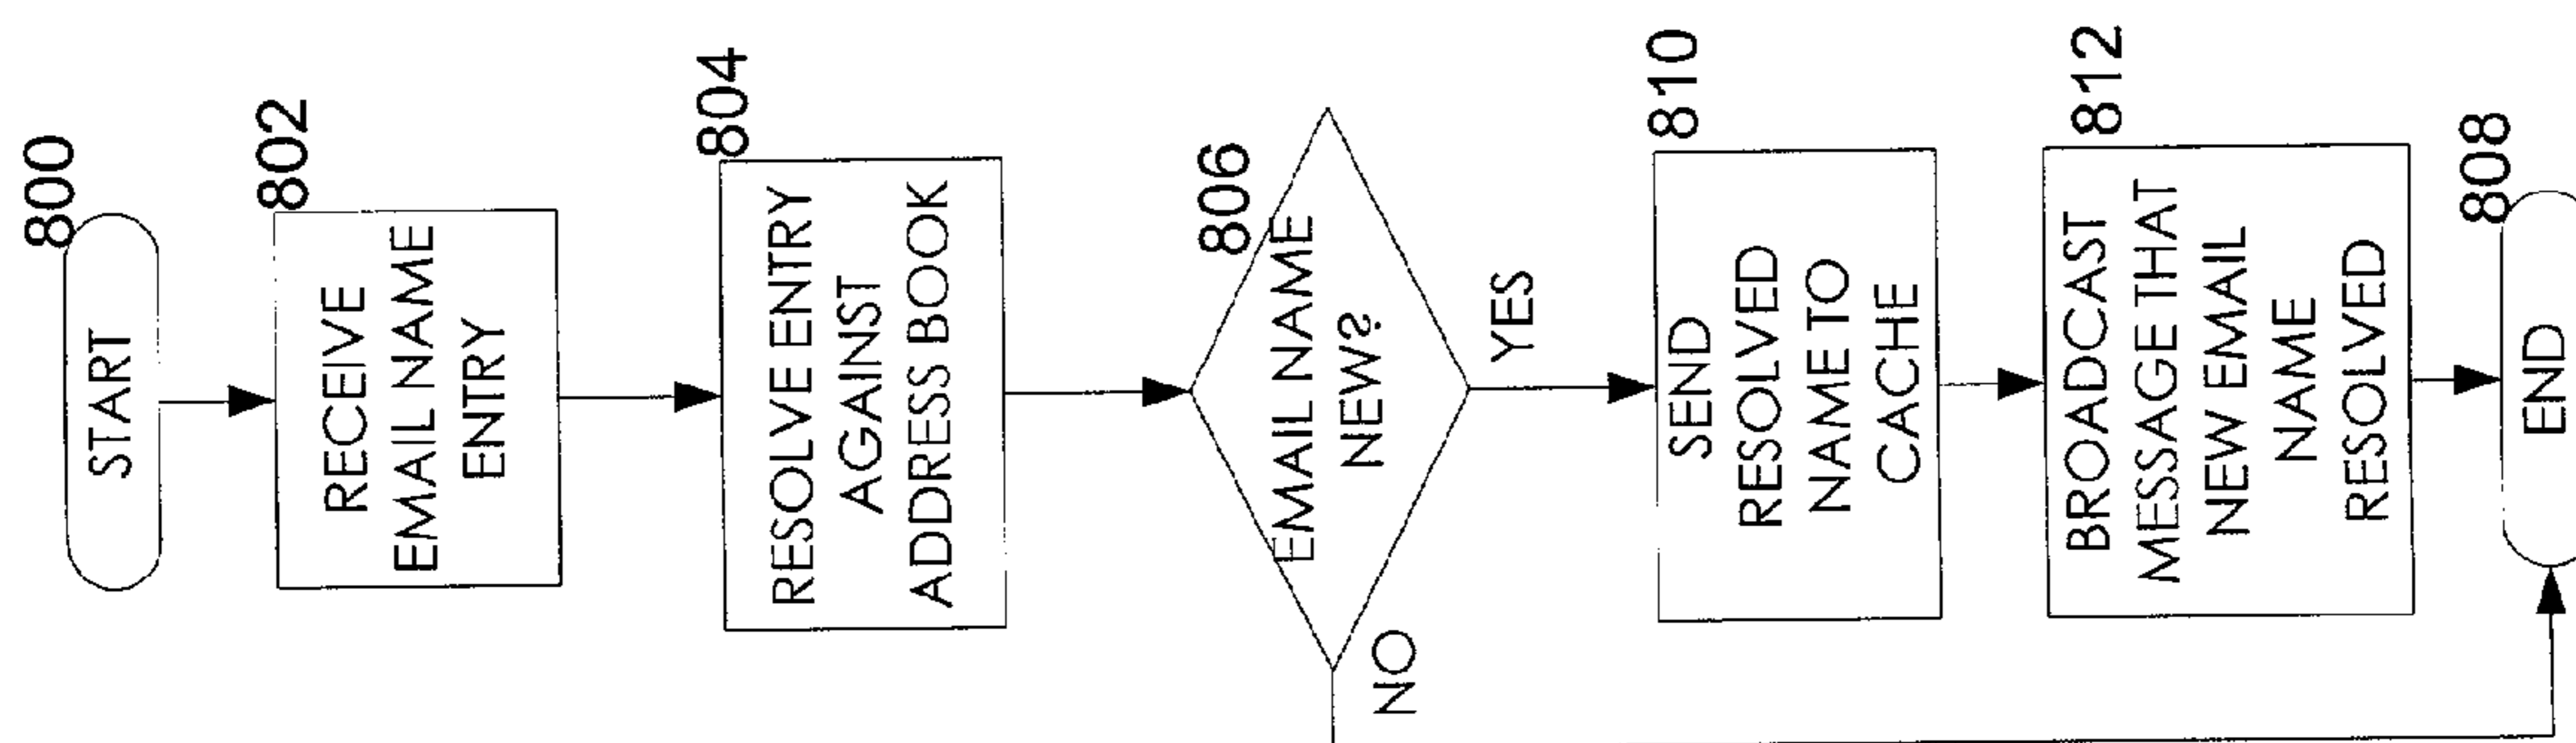 800
START
802
RECEIVE
EMAIL NAME
ENTRY
804
RESOLVE ENTRY
AGAINST
ADDRESS BOOK
806
EMAIL NAME
NEW?
NO
YES
810
SEND
RESOLVED
NAME TO
CACHE
812
BROADCAST
MESSAGE THAT
NEW EMAIL
NAME
RESOLVED
808
END